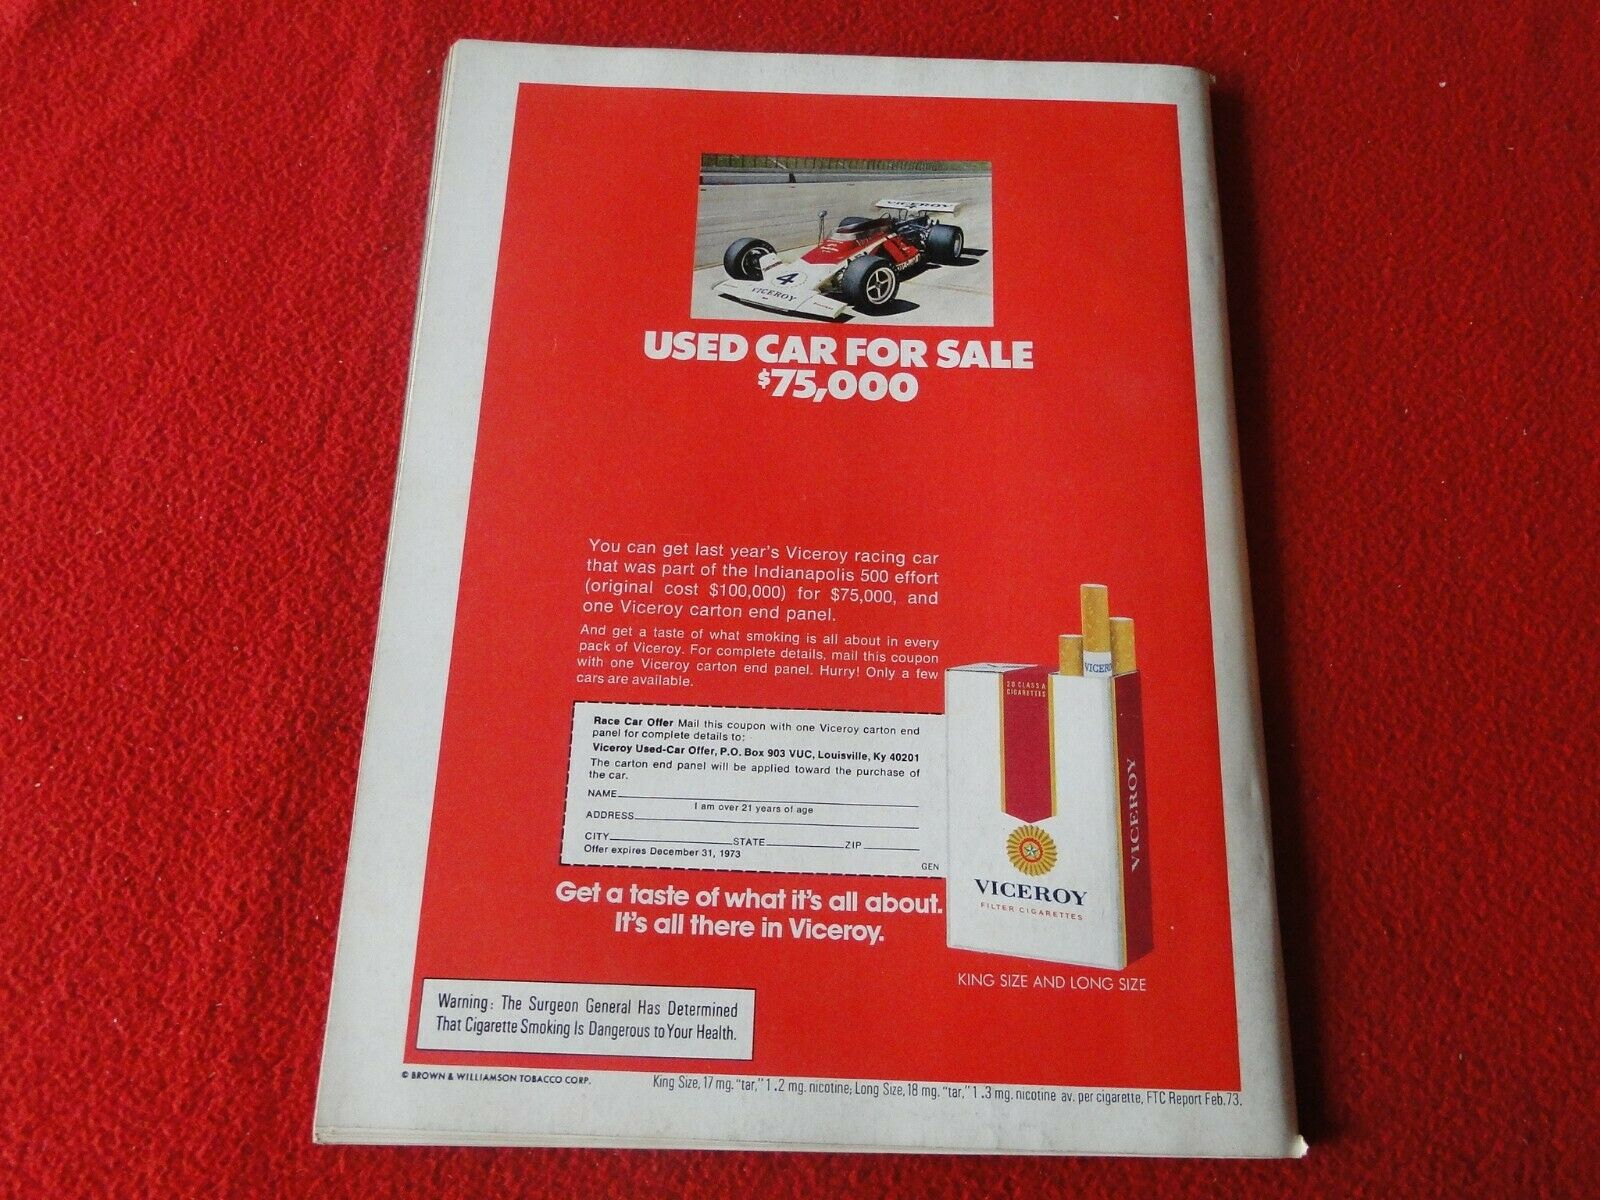 VICEROY
4
VICEROY
USED CAR FOR SALE
$75,000
You can get last year's Viceroy racing car
that was part of the Indianapolis 500 effort
(original cost $100,000) for $75,000, and
one Viceroy carton end panel.
And get a taste of what smoking is all about in every
pack of Viceroy. For complete details, mail this coupon
with one Viceroy carton end panel. Hurry! Only a few
cars are available.
Race Car Offer Mail this coupon with one Viceroy carton end
panel for complete details to:
Viceroy Used-Car Offer, P.O. Box 903 VUC, Louisville, Ky 40201
The carton end panel will be applied toward the purchase of
the car.
NAME
I am over 21 years of age
ADDRESS
CITY STATE ZIP
Offer expires December 31, 1973
GEN
VICER
20 CLASS A
CIGARETTES
VICEROY
VICEROY
FILTER CIGARETTES
Get a taste of what it's all about.
It's all there in Viceroy.
KING SIZE AND LONG SIZE
Warning: The Surgeon General Has Determined
That Cigarette Smoking Is Dangerous to Your Health.
© BROWN & WILLIAMSON TOBACCO CORP.
King Size, 17 mg. "tar," 1.2 mg. nicotine; Long Size, 18 mg. "tar," 1.3 mg. nicotine av. per cigarette, FTC Report Feb. 73.